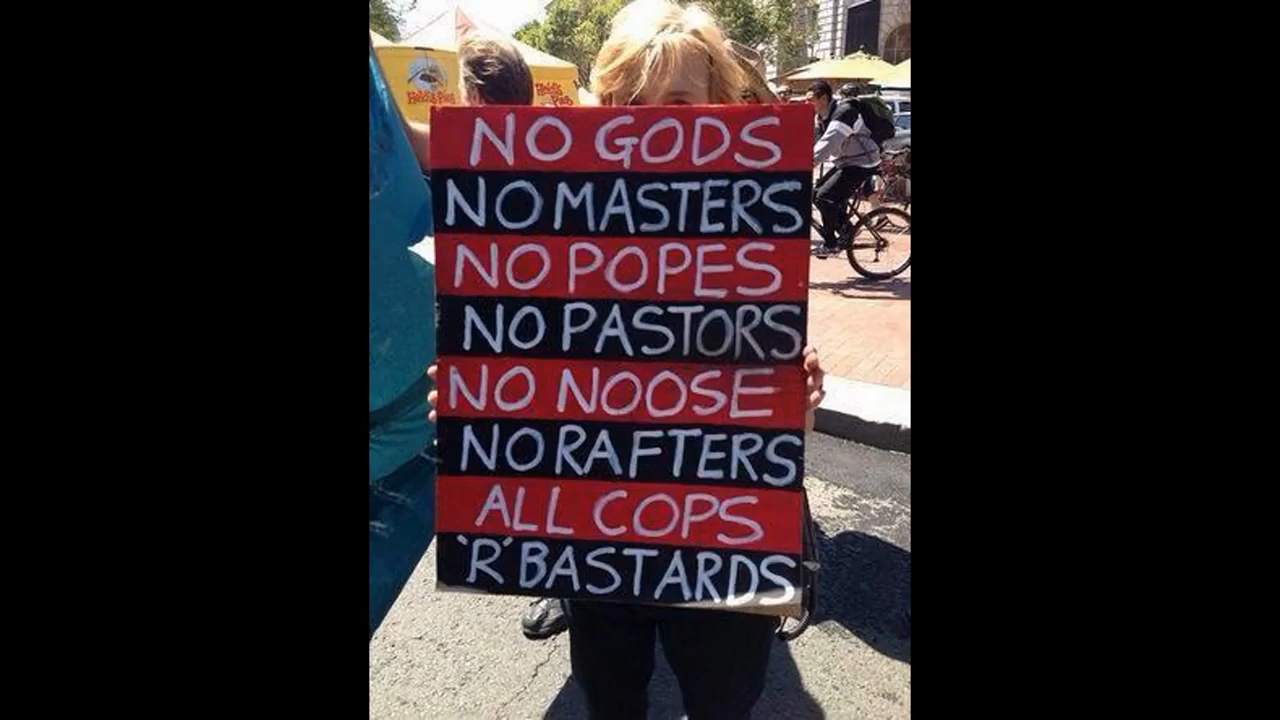 NO GODS
NO MASTERS
NO POPES
NO PASTORS
NO NOOSE
NO RAFTERS
ALL COPS
'R' BASTARDS